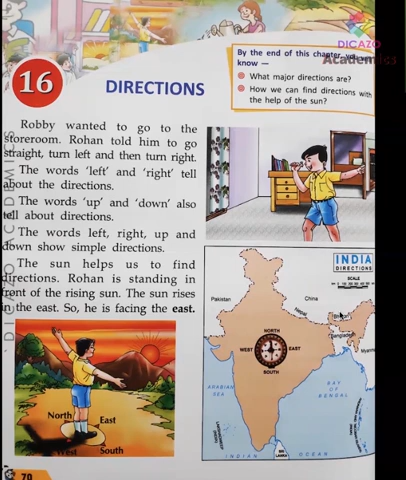 DICAZO
Academics
By the end of this chapter, you
know —
What major directions are?
How we can find directions with
the help of the sun?
16
DIRECTIONS
Robby wanted to go to the
storeroom. Rohan told him to go
straight, turn left and then turn right.
The words ‘left’ and ‘right’ tell
about the directions.
The words ‘up’ and ‘down’ also
tell about directions.
The words left, right, up and
down show simple directions.
The sun helps us to find
directions. Rohan is standing in
front of the rising sun. The sun rises
in the east. So, he is facing the east.
DICAZO ACADEMICS
INDIA
DIRECTIONS
SCALE
Pakistan
China
Nepal
Bangladesh
Myanm
NORTH
WEST
EAST
SOUTH
ARABIAN
SEA
BAY
OF
BENGAL
SRI
LANKA
INDIAN OCEAN
North
East
West
South
70